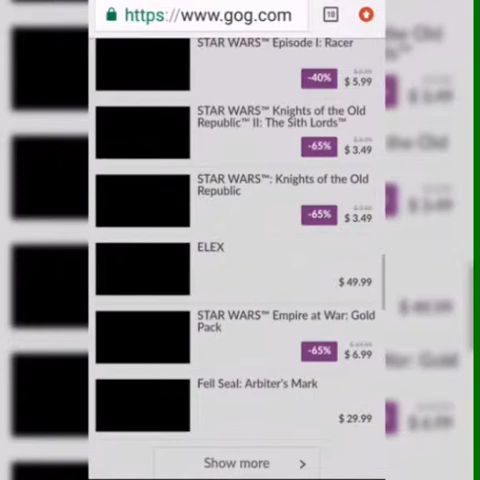 https://www.gog.com
18
STAR WARS™ Episode I: Racer
-40%
$ 5.99
STAR WARS™ Knights of the Old
Republic™ II: The Sith Lords™
-65%
$ 3.49
STAR WARS™: Knights of the Old
Republic
-65%
$ 3.49
ELEX
$ 49.99
STAR WARS™ Empire at War: Gold
Pack
-65%
$ 6.99
Fell Seal: Arbiter's Mark
$ 29.99
Show more